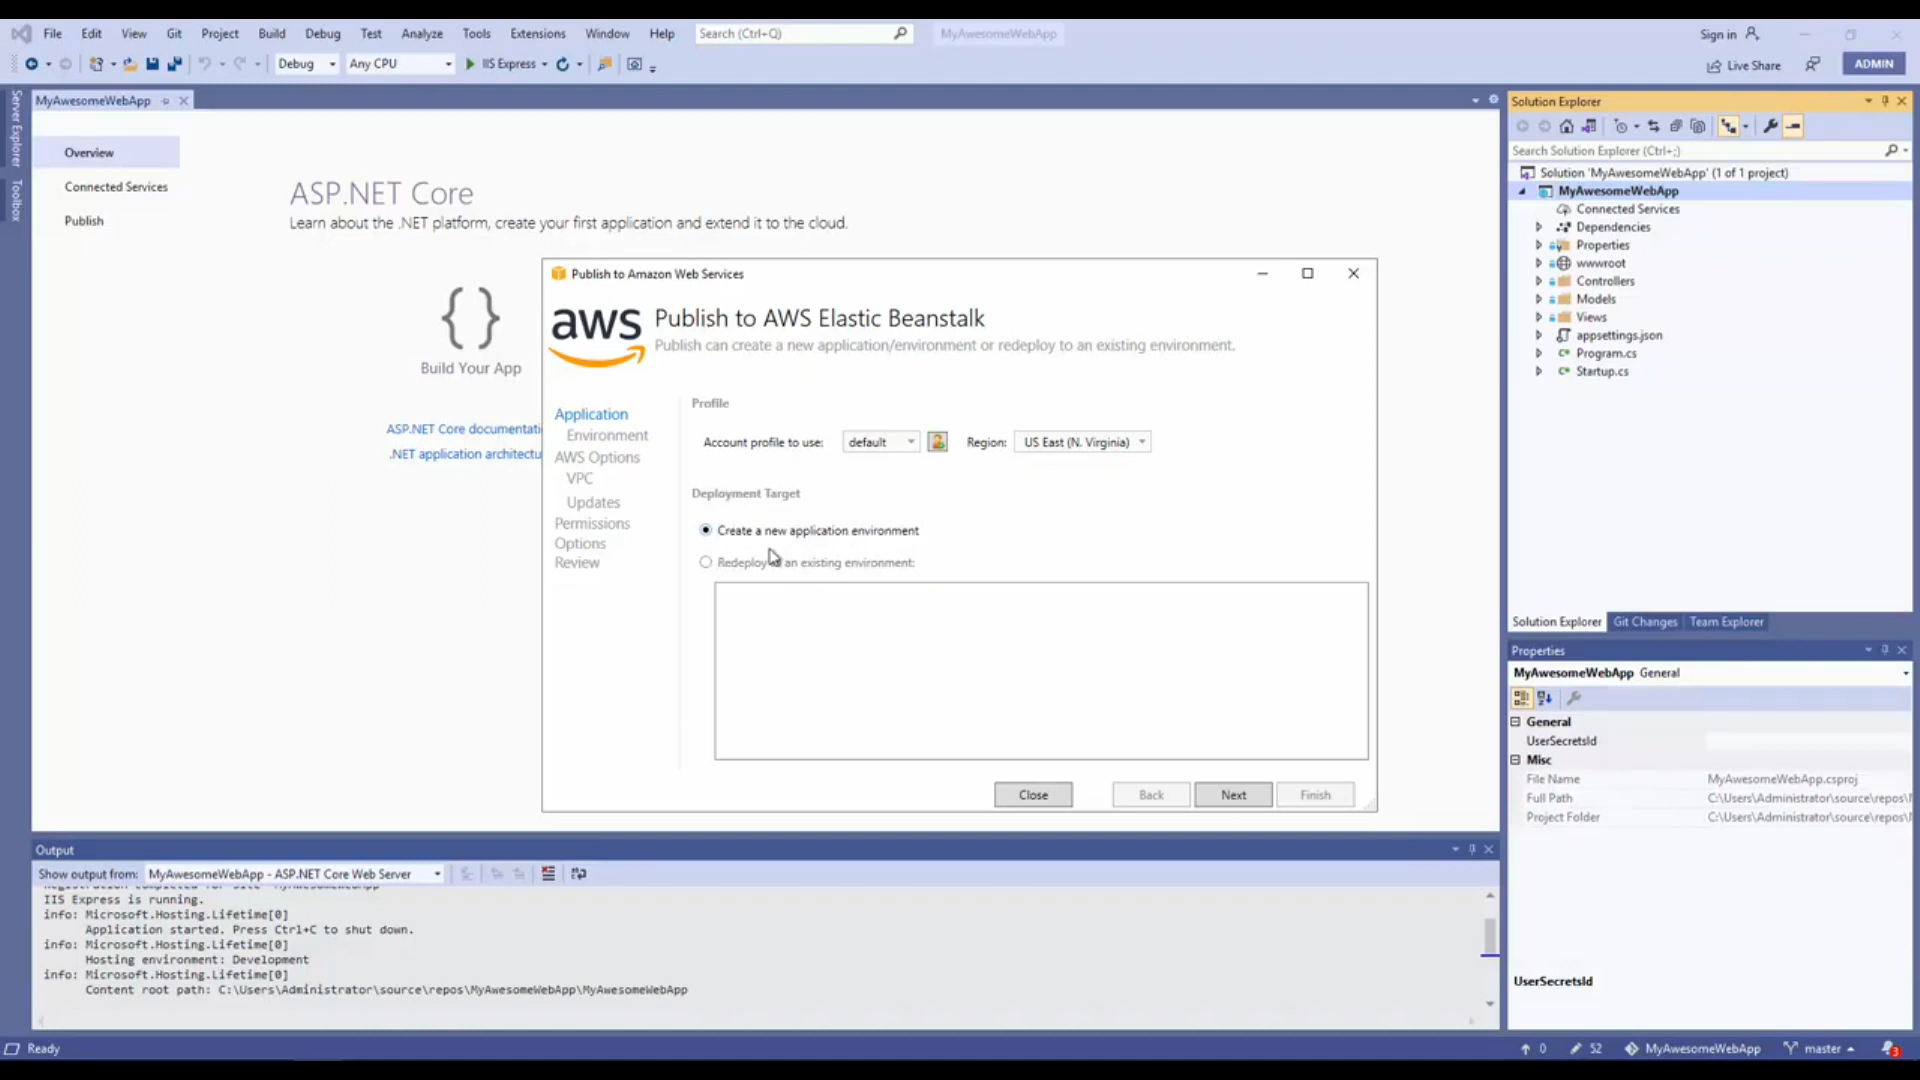 File Edit View Git Project Build Debug Test Analyze Tools Extensions Window Help Search (Ctrl+Q) MyAwesomeWebApp Sign in
Debug Any CPU IIS Express Live Share ADMIN
Server Explorer
Toolbox
MyAwesomeWebApp
Overview
Connected Services
Publish
ASP.NET Core
Learn about the .NET platform, create your first application and extend it to the cloud.
{ }
Build Your App
ASP.NET Core documentati
.NET application architectu
Publish to Amazon Web Services
aws
Publish to AWS Elastic Beanstalk
Publish can create a new application/environment or redeploy to an existing environment.
Application
Environment
AWS Options
VPC
Updates
Permissions
Options
Review
Profile
Account profile to use: default Region: US East (N. Virginia)
Deployment Target
Create a new application environment
Redeploy an existing environment:
Close Back Next Finish
Solution Explorer
Search Solution Explorer (Ctrl+;)
Solution 'MyAwesomeWebApp' (1 of 1 project)
MyAwesomeWebApp
Connected Services
Dependencies
Properties
wwwroot
Controllers
Models
Views
appsettings.json
C# Program.cs
C# Startup.cs
Solution Explorer Git Changes Team Explorer
Properties
MyAwesomeWebApp General
General
UserSecretsId
Misc
File Name MyAwesomeWebApp.csproj
Full Path C:\Users\Administrator\source\repos\
Project Folder C:\Users\Administrator\source\repos\
UserSecretsId
Output
Show output from: MyAwesomeWebApp - ASP.NET Core Web Server
IIS Express is running.
info: Microsoft.Hosting.Lifetime[0]
Application started. Press Ctrl+C to shut down.
info: Microsoft.Hosting.Lifetime[0]
Hosting environment: Development
info: Microsoft.Hosting.Lifetime[0]
Content root path: C:\Users\Administrator\source\repos\MyAwesomeWebApp\MyAwesomeWebApp
Ready 0 52 MyAwesomeWebApp master 3